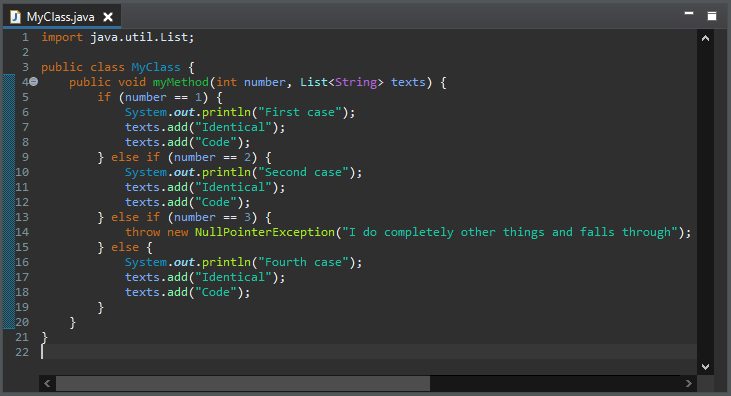 MyClass.java
1 import java.util.List;
2
3 public class MyClass {
4     public void myMethod(int number, List<String> texts) {
5         if (number == 1) {
6             System.out.println("First case");
7             texts.add("Identical");
8             texts.add("Code");
9         } else if (number == 2) {
10             System.out.println("Second case");
11             texts.add("Identical");
12             texts.add("Code");
13         } else if (number == 3) {
14             throw new NullPointerException("I do completely other things and falls through");
15         } else {
16             System.out.println("Fourth case");
17             texts.add("Identical");
18             texts.add("Code");
19         }
20     }
21 }
22